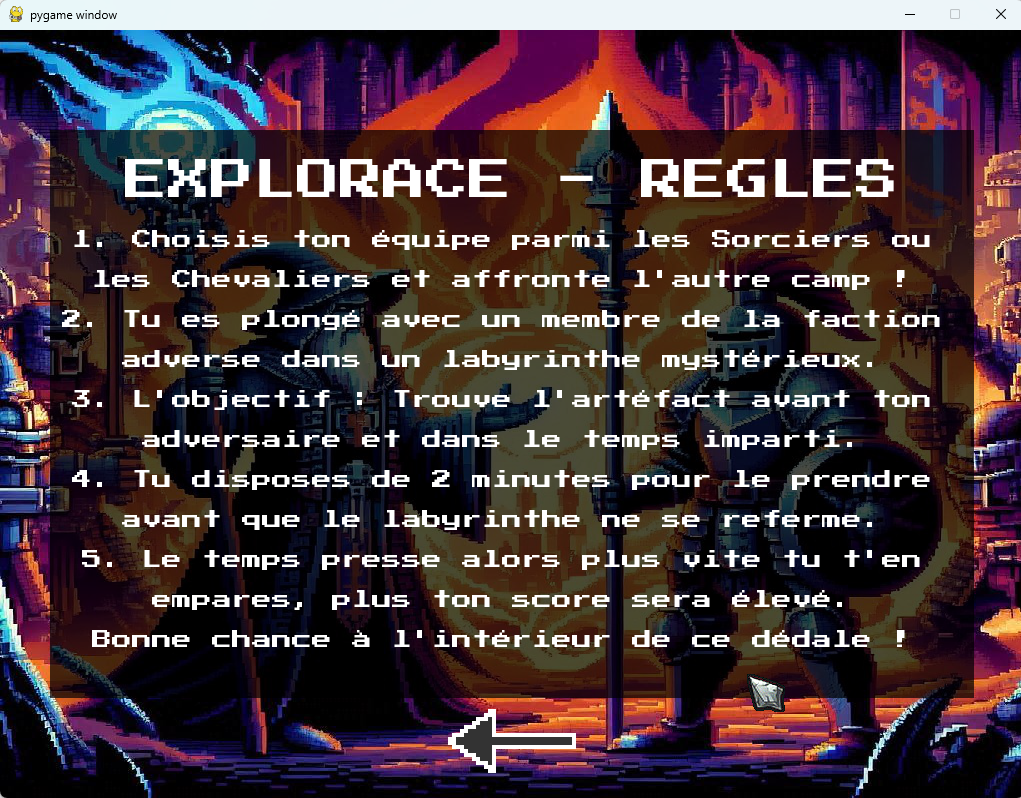 pygame window
EXPLORACE - REGLES
1. Choisis ton équipe parmi les Sorciers ou
les Chevaliers et affronte l'autre camp !
2. Tu es plongé avec un membre de la faction
adverse dans un labyrinthe mystérieux.
3. L'objectif : Trouve l'artéfact avant ton
adversaire et dans le temps imparti.
4. Tu disposes de 2 minutes pour le prendre
avant que le labyrinthe ne se referme.
5. Le temps presse alors plus vite tu t'en
empares, plus ton score sera élevé.
Bonne chance à l'intérieur de ce dédale !